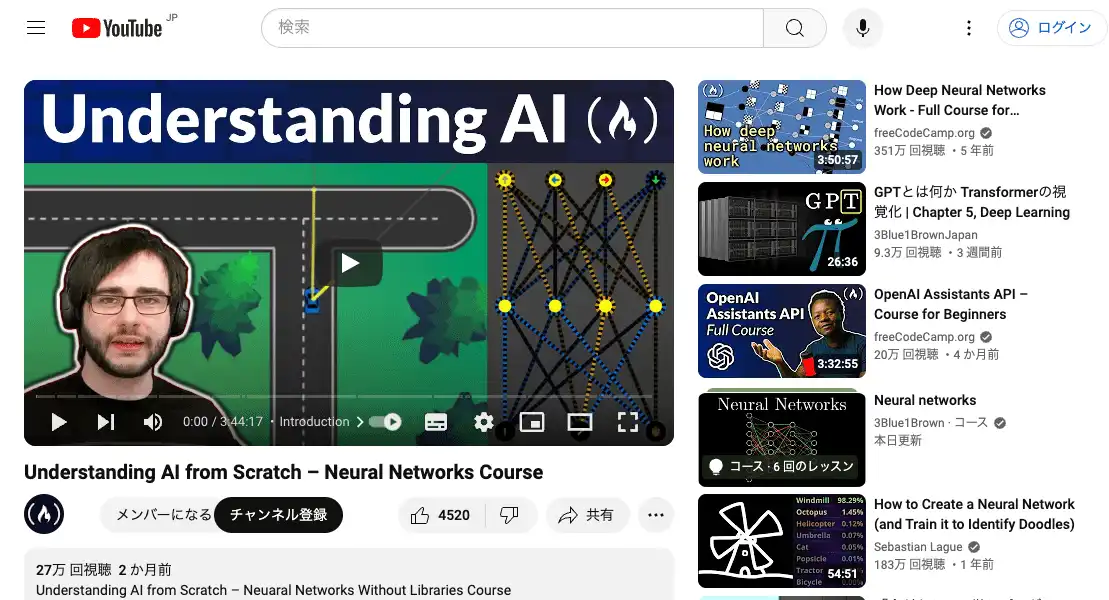 YouTube JP
検索
ログイン
Understanding AI
0:00 / 3:44:17 • Introduction
Understanding AI from Scratch – Neural Networks Course
メンバーになる
チャンネル登録
4520
共有
27万 回視聴 2 か月前
Understanding AI from Scratch – Neuaral Networks Without Libraries Course
How deep
neural networks
work
3:50:57
How Deep Neural Networks
Work - Full Course for…
freeCodeCamp.org
351万 回視聴 • 5 年前
GPT
26:36
GPTとは何か Transformerの視
覚化 | Chapter 5, Deep Learning
3Blue1BrownJapan
9.3万 回視聴 • 3 週間前
OpenAI
Assistants API
Full Course
3:32:55
OpenAI Assistants API –
Course for Beginners
freeCodeCamp.org
20万 回視聴 • 4 か月前
Neural Networks
コース · 6 回のレッスン
Neural networks
3Blue1Brown · コース
本日更新
Windmill 98.29%
Octopus 1.45%
Helicopter 0.12%
Umbrella 0.07%
Cat 0.05%
Popsicle 0.01%
Tractor
Bicycle
54:51
How to Create a Neural Network
(and Train it to Identify Doodles)
Sebastian Lague
183万 回視聴 • 1 年前